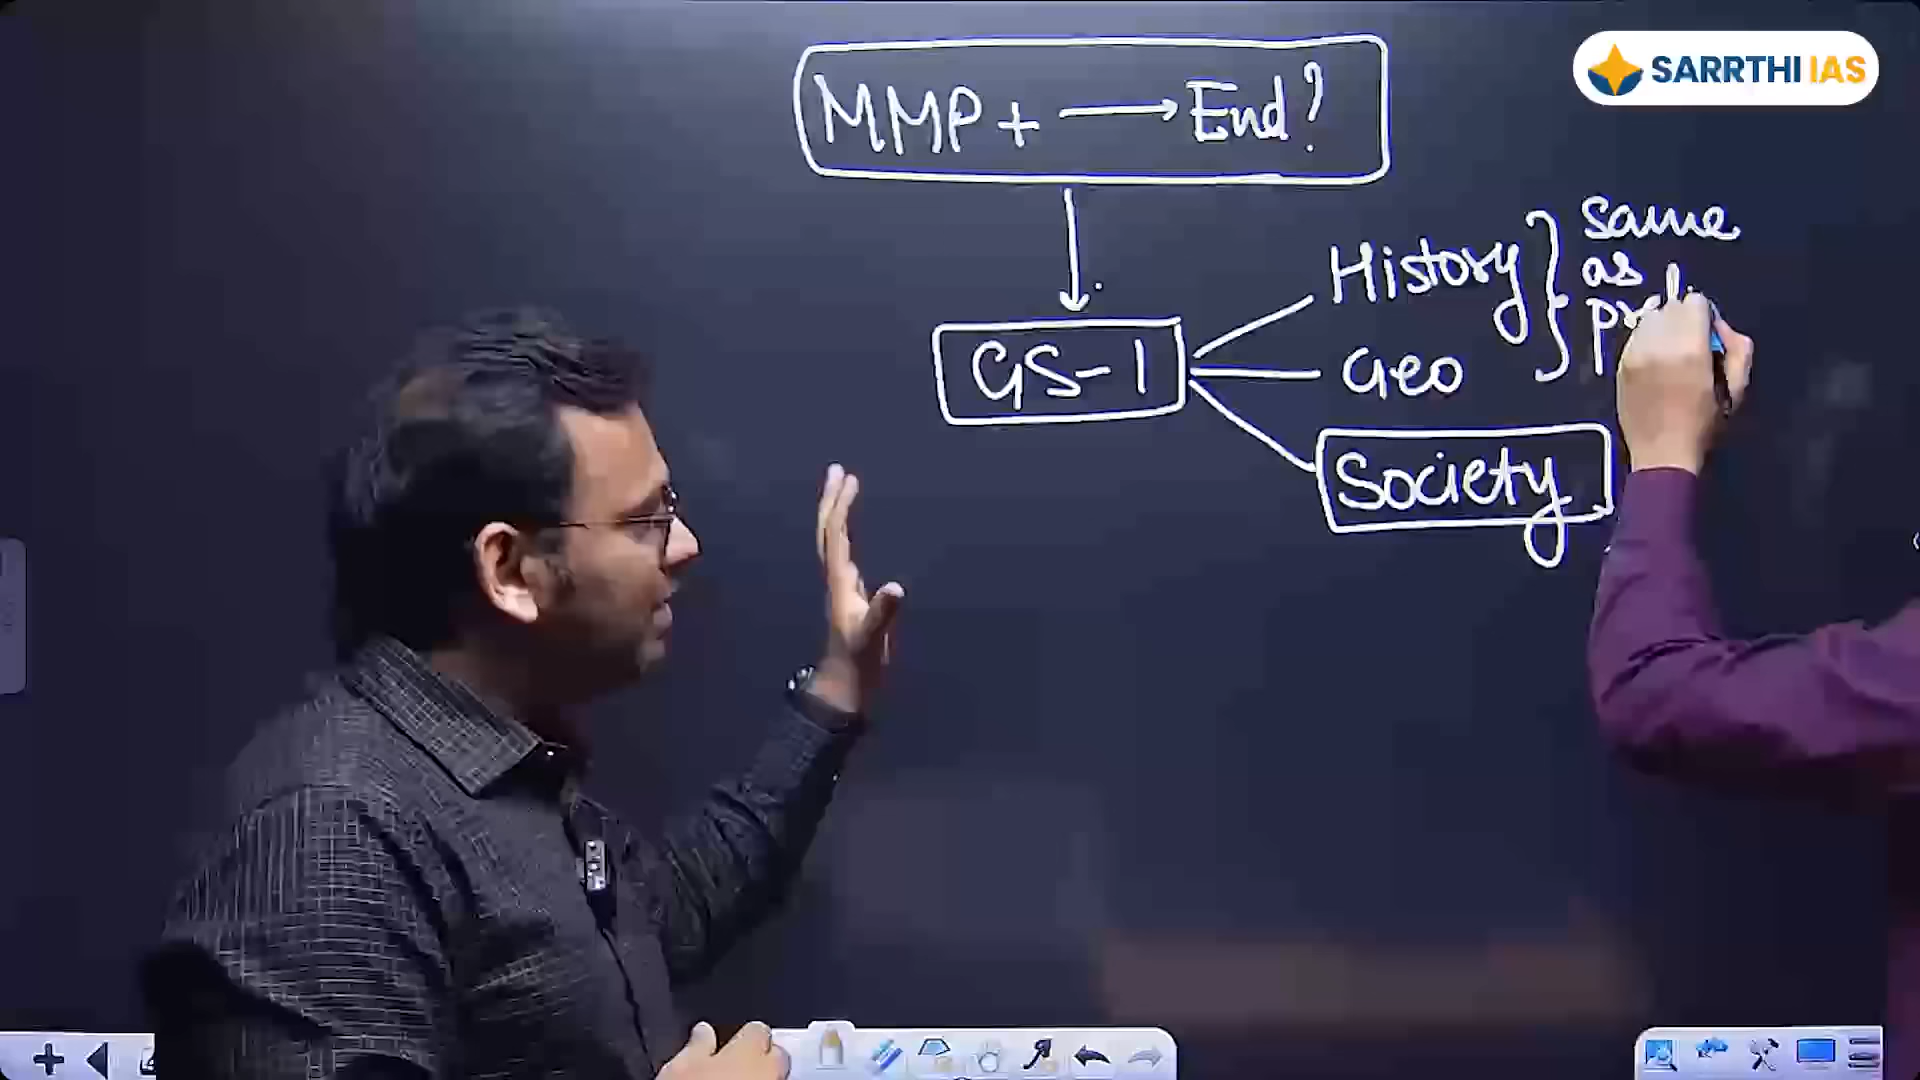 SARRTHI IAS
MMP + → End?
GS-1
History
Geo
Society
same
as